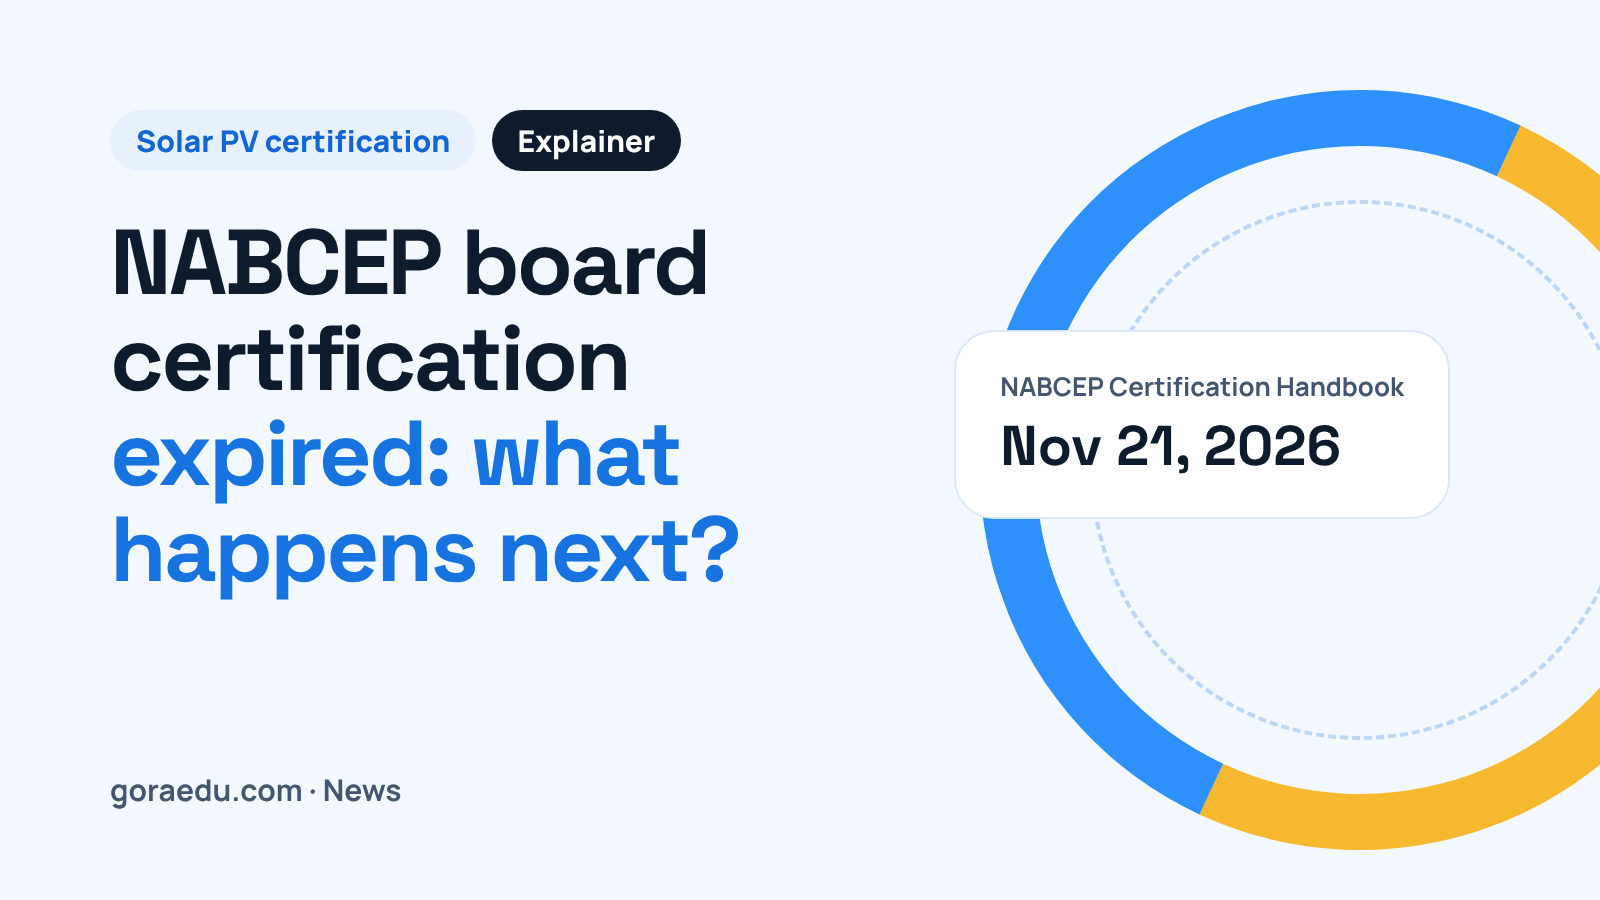 Solar PV certification
Explainer
NABCEP board
certification
expired: what
happens next?
NABCEP Certification Handbook
Nov 21, 2026
goraedu.com · News